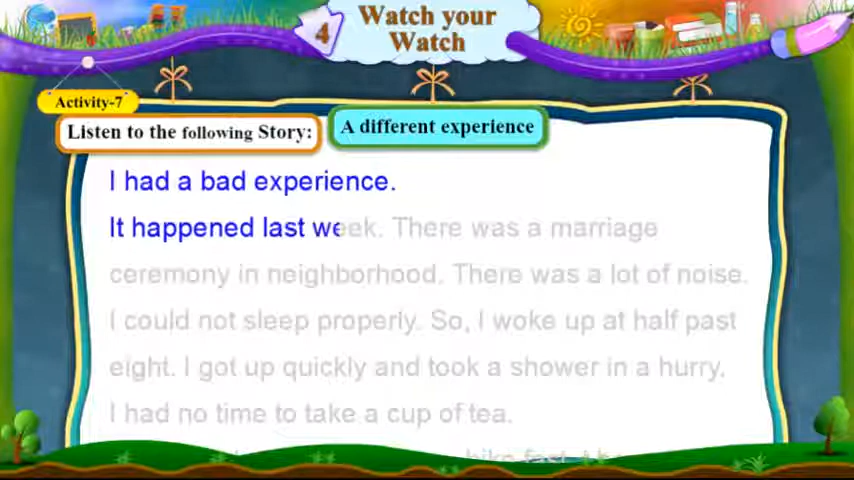 4
Watch your
Watch
Activity-7
Listen to the following Story:
A different experience
I had a bad experience.
It happened last week. There was a marriage
ceremony in neighborhood. There was a lot of noise.
I could not sleep properly. So, I woke up at half past
eight. I got up quickly and took a shower in a hurry.
I had no time to take a cup of tea.
bike fast.